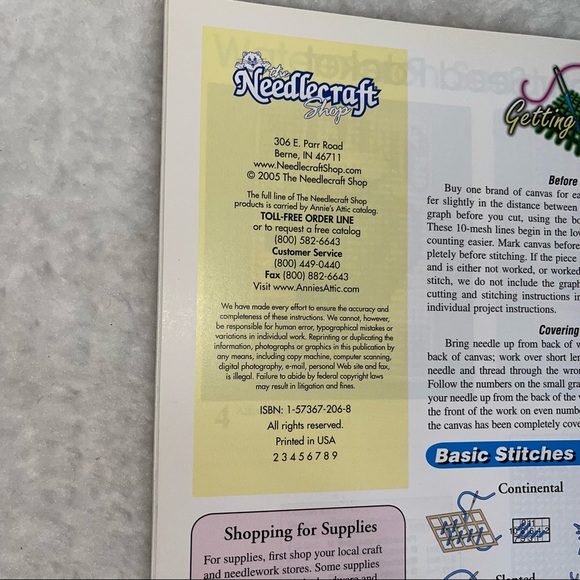 the
Needlecraft
Shop
306 E. Parr Road
Berne, IN 46711
www.NeedlecraftShop.com
© 2005 The Needlecraft Shop
The full line of The Needlecraft Shop
products is carried by Annie's Attic catalog.
TOLL-FREE ORDER LINE
or to request a free catalog
(800) 582-6643
Customer Service
(800) 449-0440
Fax (800) 882-6643
Visit www.AnniesAttic.com
We have made every effort to ensure the accuracy and
completeness of these instructions. We cannot, however,
be responsible for human error, typographical mistakes or
variations in individual work. Reprinting or duplicating the
information, photographs or graphics in this publication by
any means, including copy machine, computer scanning,
digital photography, e-mail, personal Web site and fax,
is illegal. Failure to abide by federal copyright laws
may result in litigation and fines.
ISBN: 1-57367-206-8
All rights reserved.
Printed in USA
2 3 4 5 6 7 8 9
Shopping for Supplies
For supplies, first shop your local craft
and needlework stores. Some supplies
Getting
Before
Buy one brand of canvas for
fer slightly in the distance between
graph before you cut, using the
These 10-mesh lines begin in the
counting easier. Mark canvas before
pletely before stitching. If the piece
and is either not worked, or worked
stitch, we do not include the graph
cutting and stitching instructions
individual project instructions.
Covering
Bring needle up from back of
back of canvas; work over short
needle and thread through the
Follow the numbers on the small
your needle up from the back of the
the front of the work on even
the canvas has been completely
Basic Stitches
Continental
Slanted